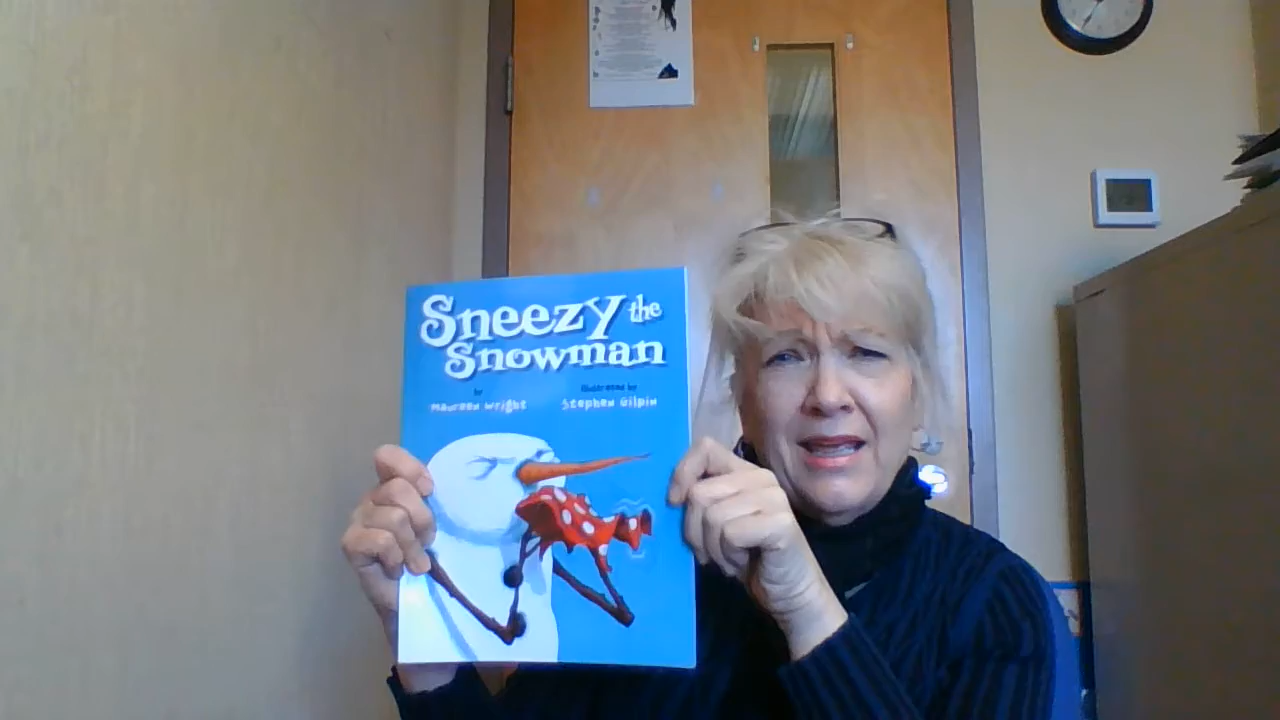 Sneezy the
Snowman
by
Maureen Wright
illustrated by
Stephen Gilpin